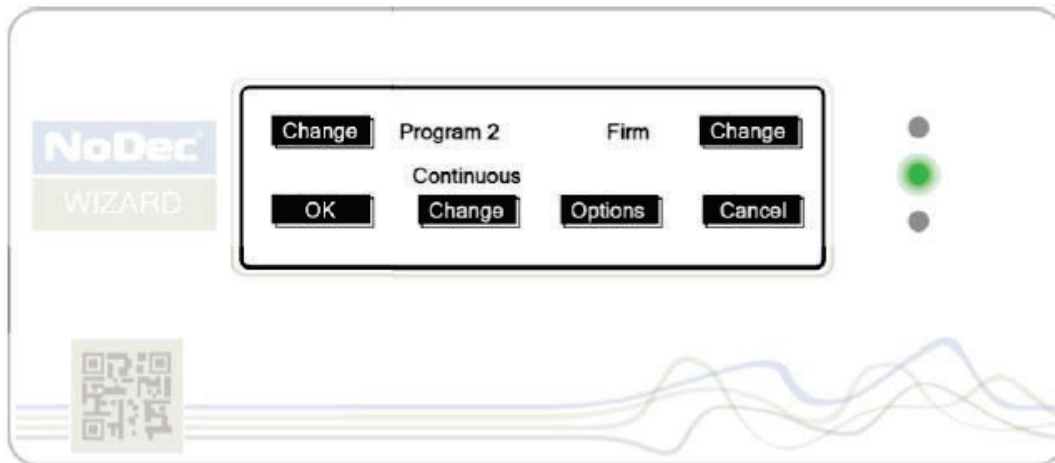 NoDec®
WIZARD
Change Program 2 Firm Change
Continuous
OK Change Options Cancel